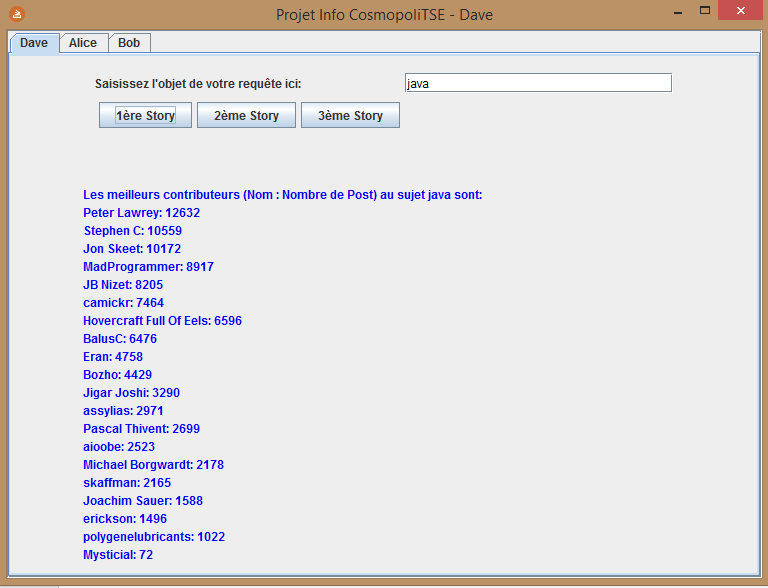 Projet Info CosmopoliTSE - Dave
Dave Alice Bob
Saisissez l'objet de votre requête ici: java
1ère Story 2ème Story 3ème Story
Les meilleurs contributeurs (Nom : Nombre de Post) au sujet java sont:
Peter Lawrey: 12632
Stephen C: 10559
Jon Skeet: 10172
MadProgrammer: 8917
JB Nizet: 8205
camickr: 7464
Hovercraft Full Of Eels: 6596
BalusC: 6476
Eran: 4758
Bozho: 4429
Jigar Joshi: 3290
assylias: 2971
Pascal Thivent: 2699
aioobe: 2523
Michael Borgwardt: 2178
skaffman: 2165
Joachim Sauer: 1588
erickson: 1496
polygenelubricants: 1022
Mysticial: 72